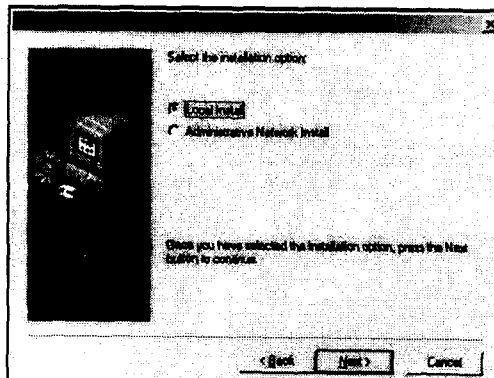 Select the installation option:
Local Install
Administrative Network Install
Once you have selected the installation option, press the Next
button to continue.
< Back
Next >
Cancel